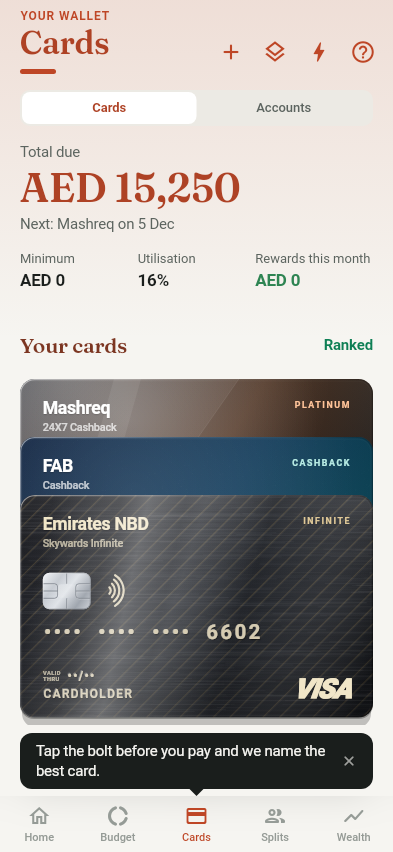 YOUR WALLET
Cards
Cards
Accounts
Total due
AED 15,250
Next: Mashreq on 5 Dec
Minimum
Utilisation
Rewards this month
AED 0
16%
AED 0
Your cards
Ranked
Mashreq
PLATINUM
24X7 Cashback
FAB
CASHBACK
Cashback
Emirates NBD
INFINITE
Skywards Infinite
•••• •••• •••• 6602
VALID
THRU
••/••
CARDHOLDER
VISA
Tap the bolt before you pay and we name the
best card.
Home
Budget
Cards
Splits
Wealth